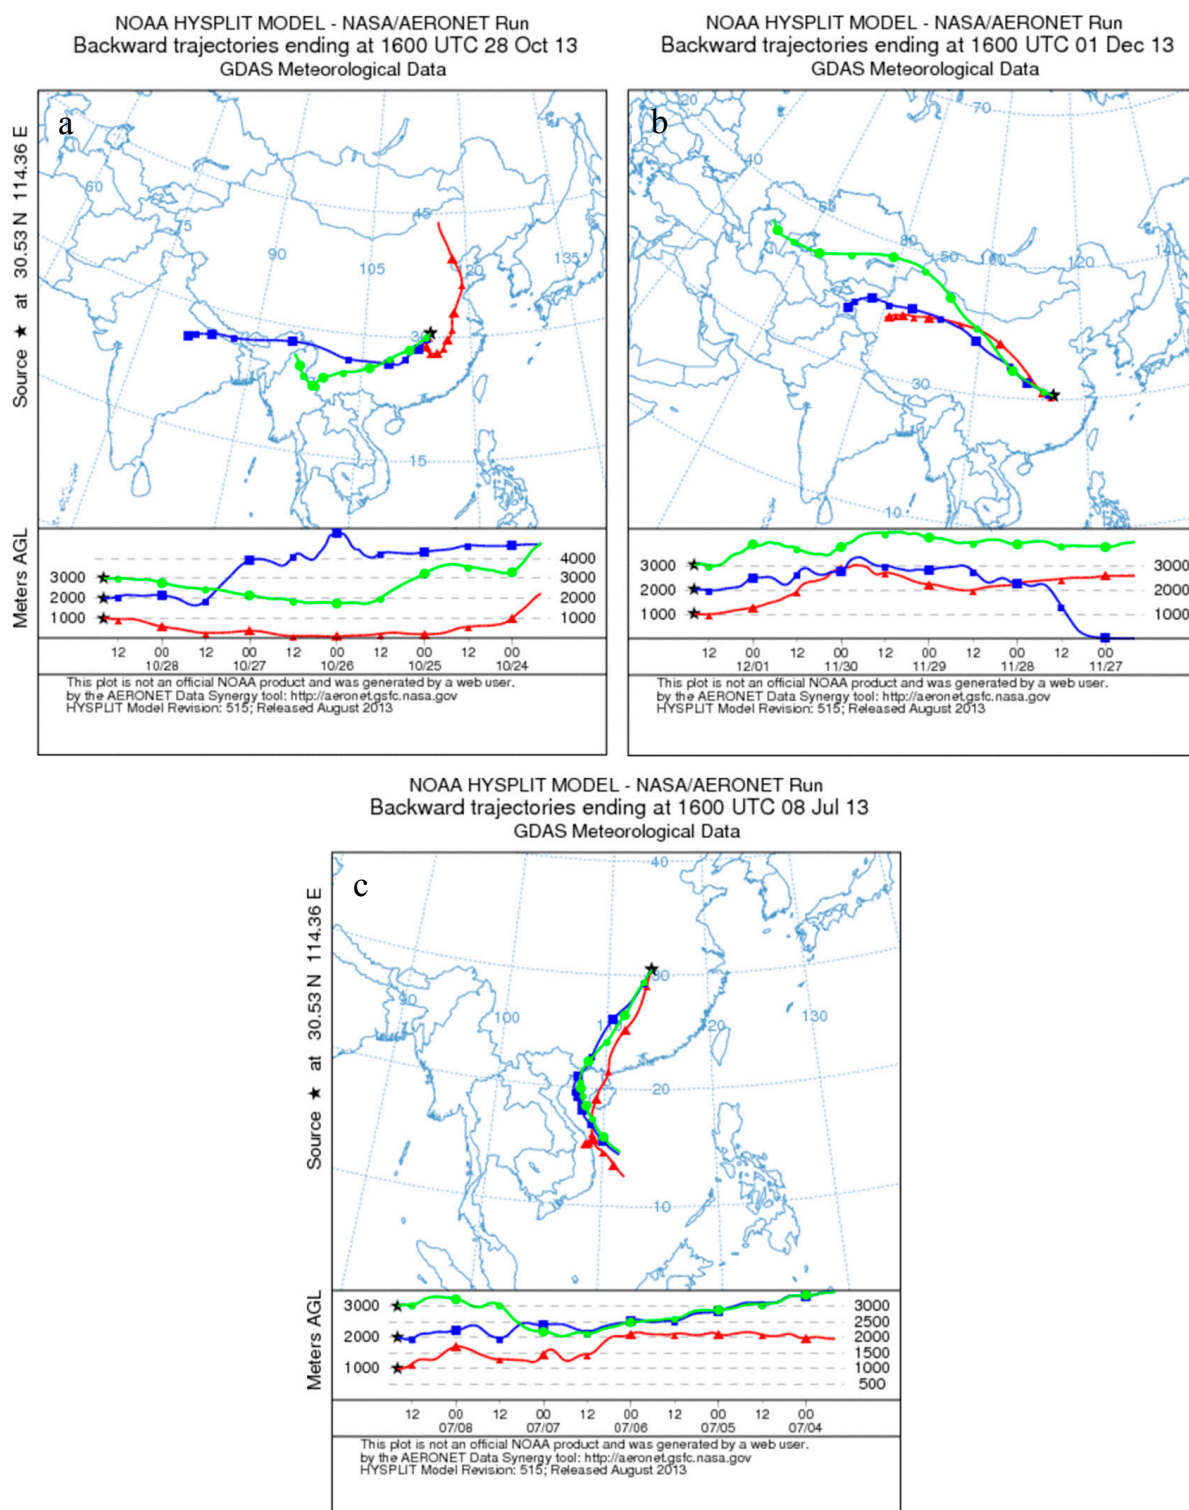 NOAA HYSPLIT MODEL - NASA/AERONET Run
Backward trajectories ending at 1600 UTC 28 Oct 13
GDAS Meteorological Data
Source ★ at 30.53 N 114.36 E
a
60
75
90
105
120
135
45
30
15
Meters AGL
4000
3000 3000
2000 2000
1000 1000
12 00 12 00 12 00 12 00 12 00
10/28 10/27 10/26 10/25 10/24
This plot is not an official NOAA product and was generated by a web user.
by the AERONET Data Synergy tool: http://aeronet.gsfc.nasa.gov
HYSPLIT Model Revision: 515; Released August 2013
NOAA HYSPLIT MODEL - NASA/AERONET Run
Backward trajectories ending at 1600 UTC 01 Dec 13
GDAS Meteorological Data
b
20
70
40
60
80
50
100
120
140
30
10
3000 3000
2000 2000
1000 1000
12 00 12 00 12 00 12 00 12 00
12/01 11/30 11/29 11/28 11/27
This plot is not an official NOAA product and was generated by a web user.
by the AERONET Data Synergy tool: http://aeronet.gsfc.nasa.gov
HYSPLIT Model Revision: 515; Released August 2013
NOAA HYSPLIT MODEL - NASA/AERONET Run
Backward trajectories ending at 1600 UTC 08 Jul 13
GDAS Meteorological Data
Source ★ at 30.53 N 114.36 E
c
40
30
90
100
120
130
20
10
Meters AGL
3000 3000
2500
2000 2000
1500
1000 1000
500
12 00 12 00 12 00 12 00 12 00
07/08 07/07 07/06 07/05 07/04
This plot is not an official NOAA product and was generated by a web user.
by the AERONET Data Synergy tool: http://aeronet.gsfc.nasa.gov
HYSPLIT Model Revision: 515; Released August 2013